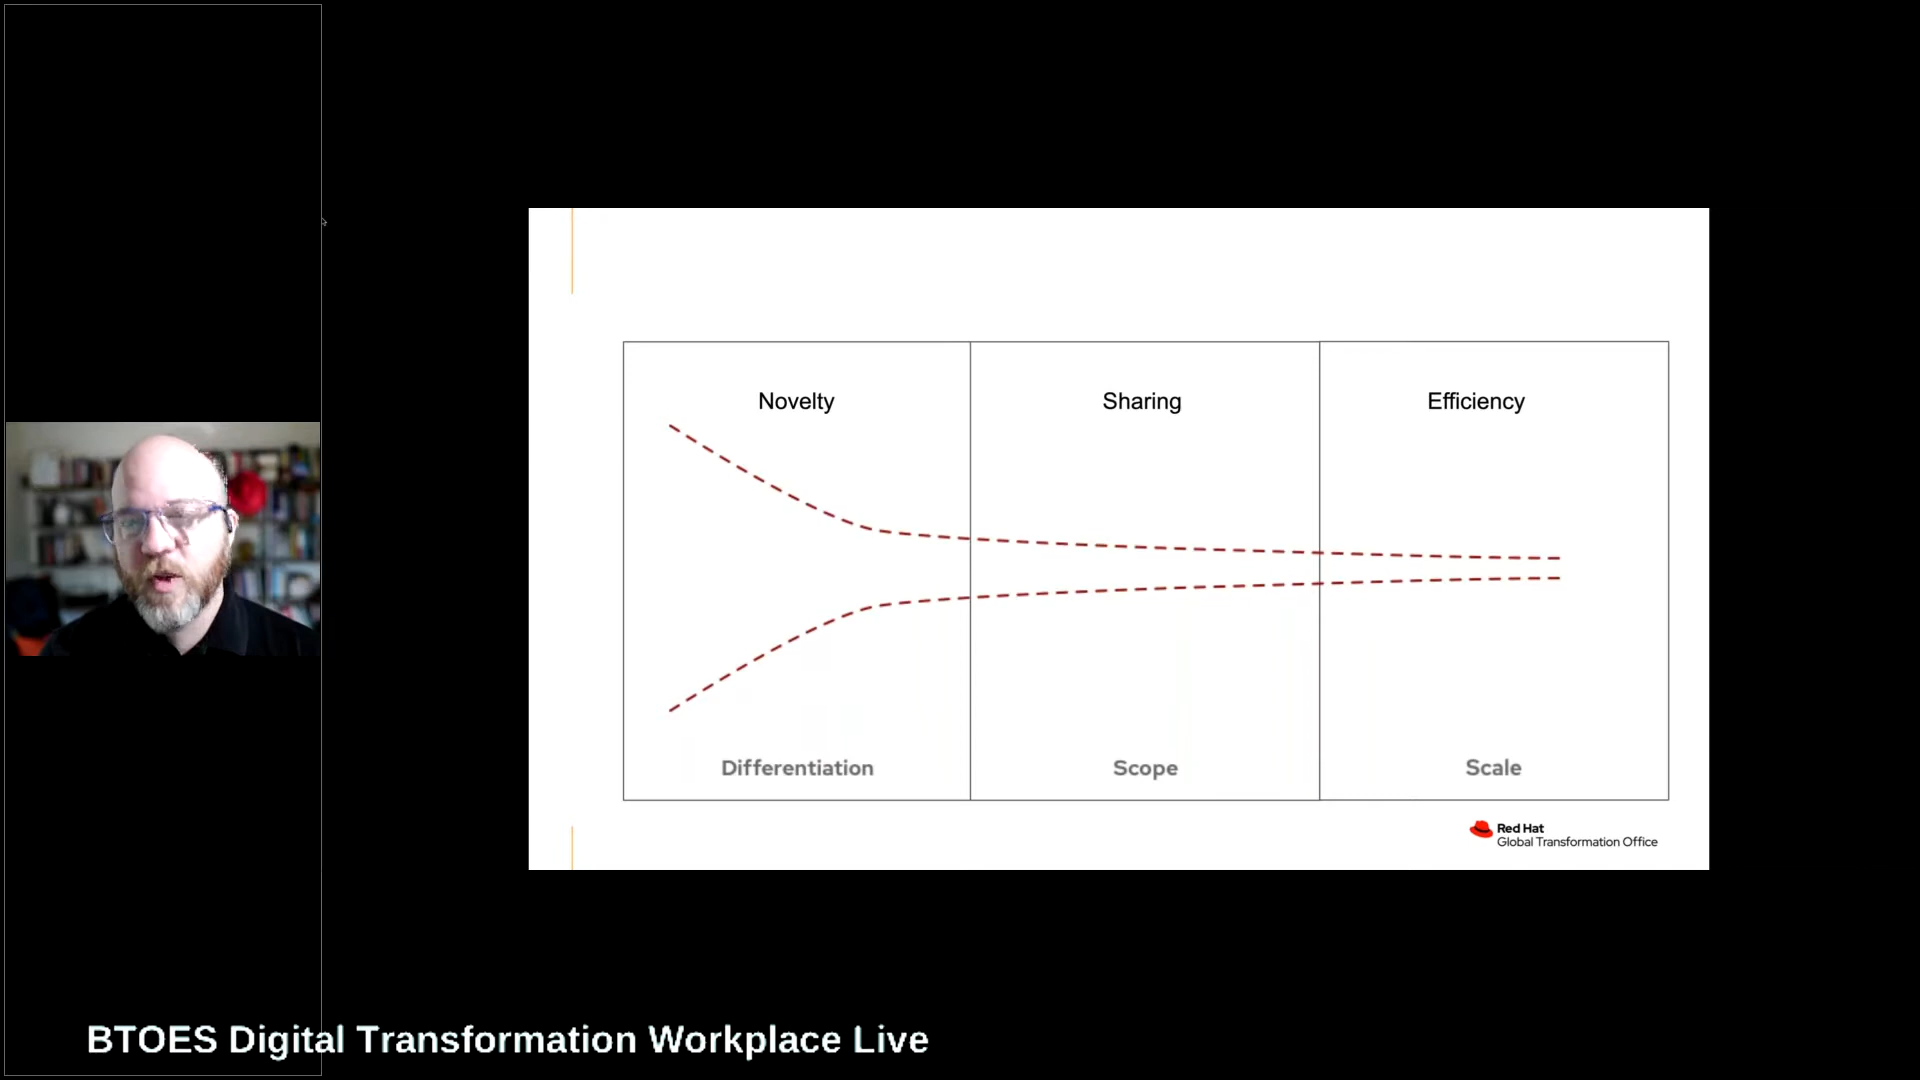 Novelty
Sharing
Efficiency
Differentiation
Scope
Scale
Red Hat
Global Transformation Office
BTOES Digital Transformation Workplace Live